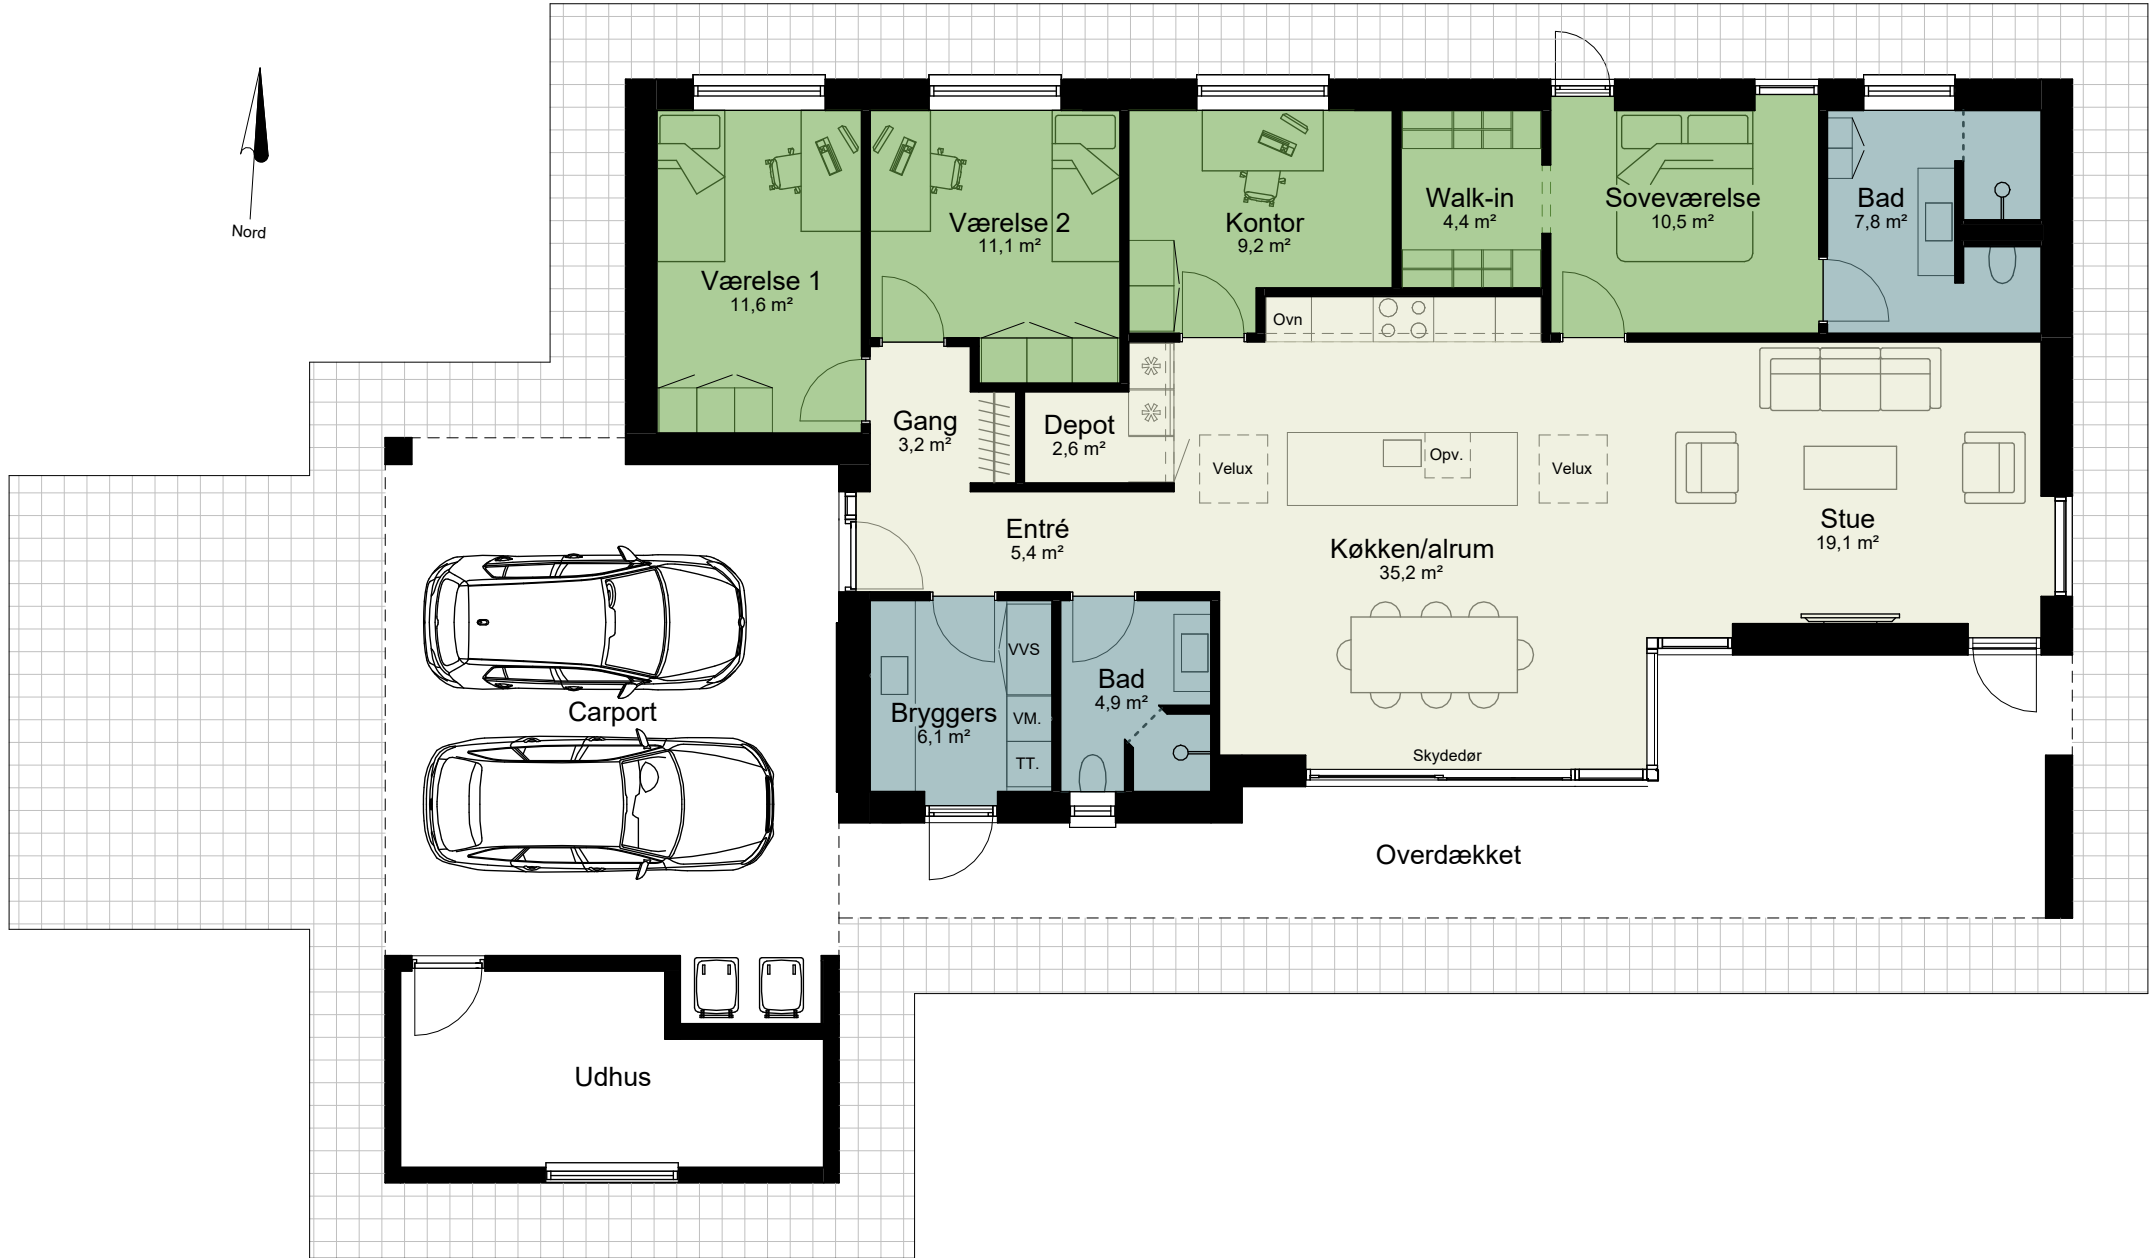 Nord
Værelse 1
11,6 m²
Værelse 2
11,1 m²
Kontor
9,2 m²
Walk-in
4,4 m²
Soveværelse
10,5 m²
Bad
7,8 m²
Ovn
Gang
3,2 m²
Depot
2,6 m²
Velux
Opv.
Velux
Entré
5,4 m²
Køkken/alrum
35,2 m²
Stue
19,1 m²
VVS
VM.
TT.
Bryggers
6,1 m²
Bad
4,9 m²
Skydedør
Carport
Overdækket
Udhus